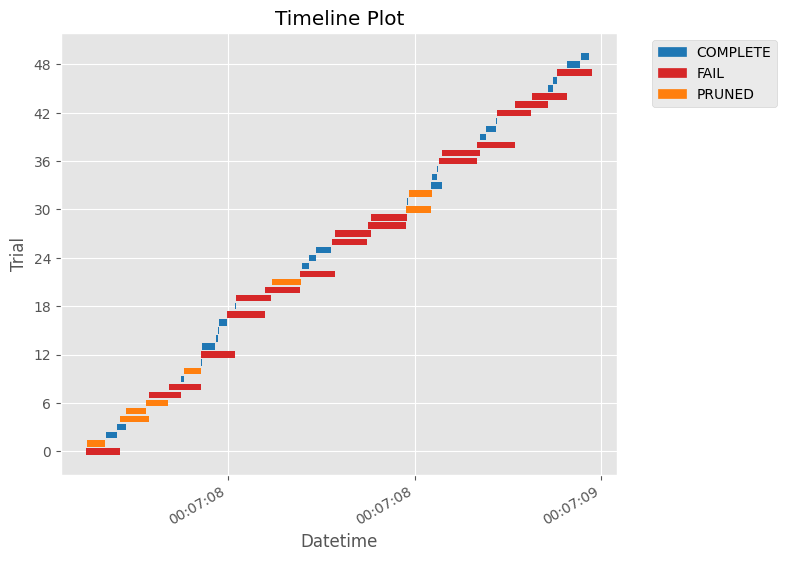 Timeline Plot
COMPLETE
FAIL
PRUNED
48
42
36
30
24
18
12
6
0
Trial
00:07:08
00:07:08
00:07:09
Datetime